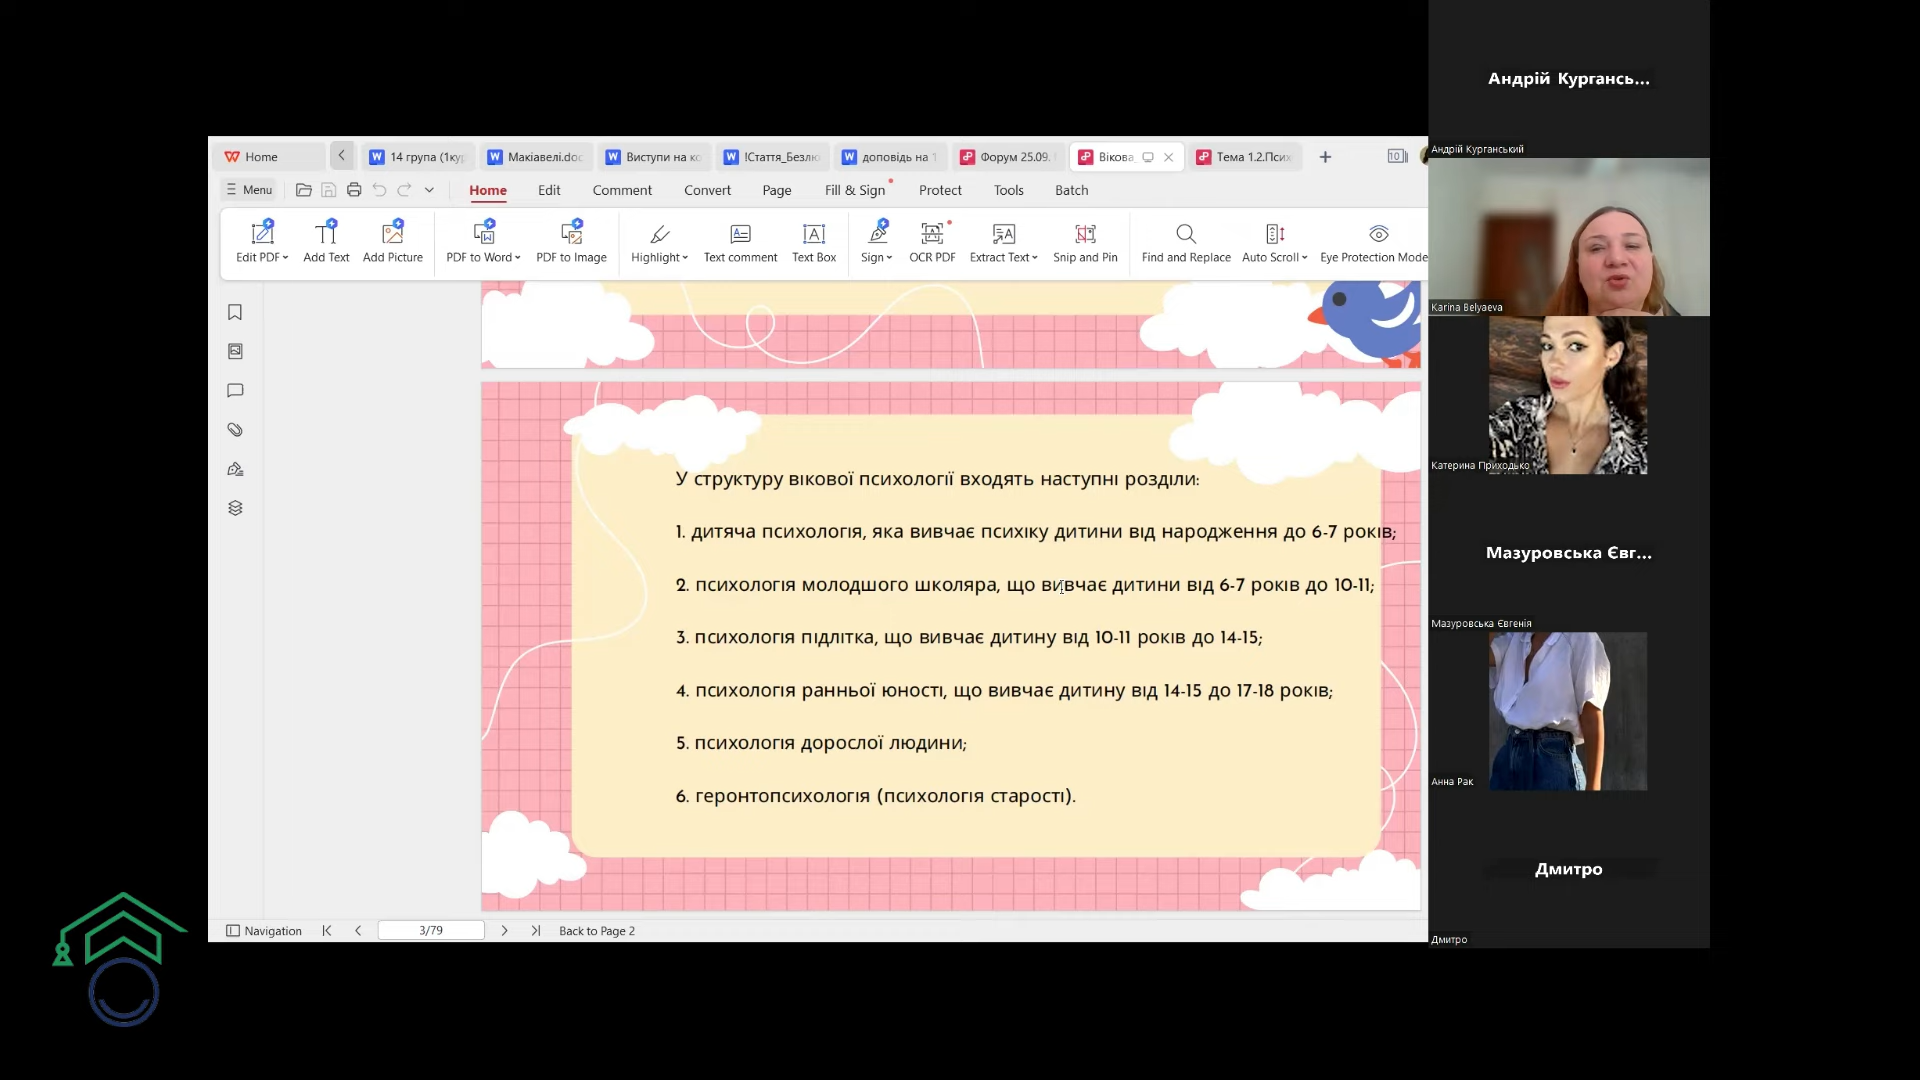 Home
14 група (1ку
Макіавелі.doc
Виступи на ко
!Стаття_Безлю
доповідь на 1
Форум 25.09.
Вікова
Тема 1.2.Псих
Menu
Home Edit Comment Convert Page Fill & Sign Protect Tools Batch
Edit PDF Add Text Add Picture PDF to Word PDF to Image Highlight Text comment Text Box Sign OCR PDF Extract Text Snip and Pin Find and Replace Auto Scroll Eye Protection Mode
У структуру вікової психології входять наступні розділи:
1. дитяча психологія, яка вивчає психіку дитини від народження до 6-7 років;
2. психологія молодшого школяра, що вивчає дитини від 6-7 років до 10-11;
3. психологія підлітка, що вивчає дитину від 10-11 років до 14-15;
4. психологія ранньої юності, що вивчає дитину від 14-15 до 17-18 років;
5. психологія дорослої людини;
6. геронтопсихологія (психологія старості).
Navigation 3/79 Back to Page 2
Андрій Кургансь...
Андрій Курганський
Karina Belyaeva
Катерина Приходько
Мазуровська Євг...
Мазуровська Євгенія
Анна Рак
Дмитро
Дмитро